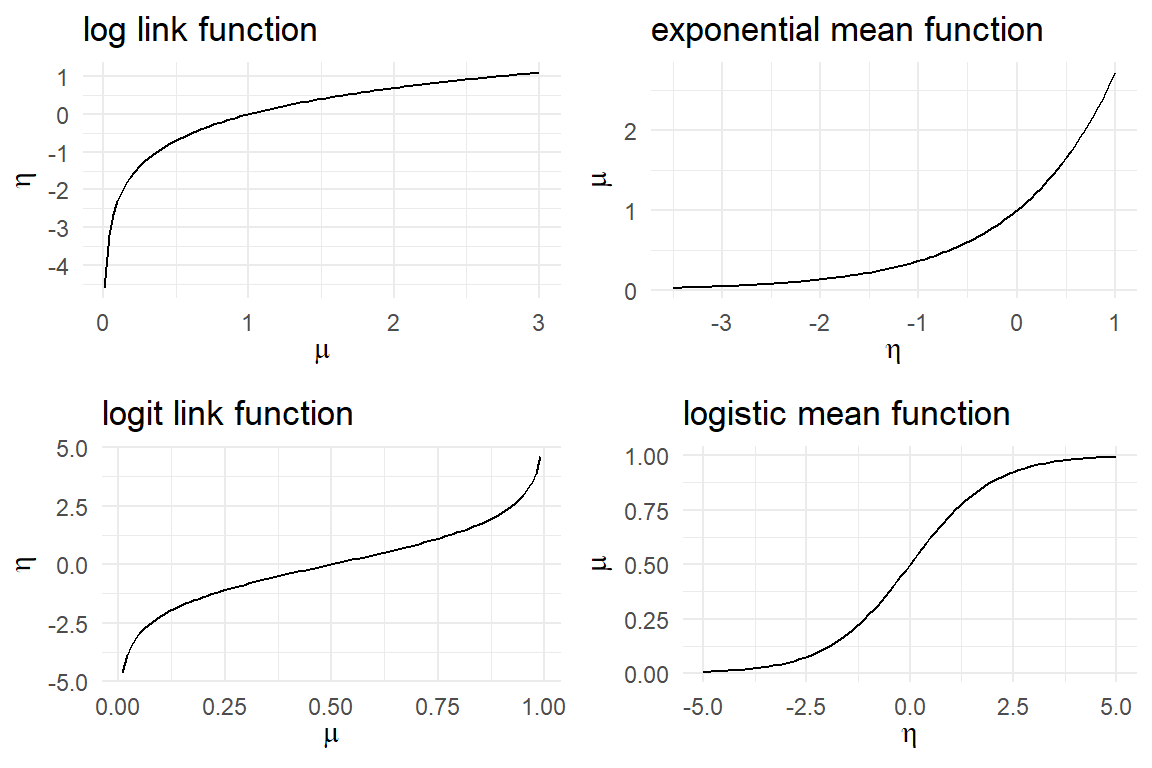 log link function
1
0
-1
-2
-3
-4
η
0 1 2 3
μ
exponential mean function
2
1
0
μ
-3 -2 -1 0 1
η
logit link function
5.0
2.5
0.0
-2.5
-5.0
η
0.00 0.25 0.50 0.75 1.00
μ
logistic mean function
1.00
0.75
0.50
0.25
0.00
μ
-5.0 -2.5 0.0 2.5 5.0
η